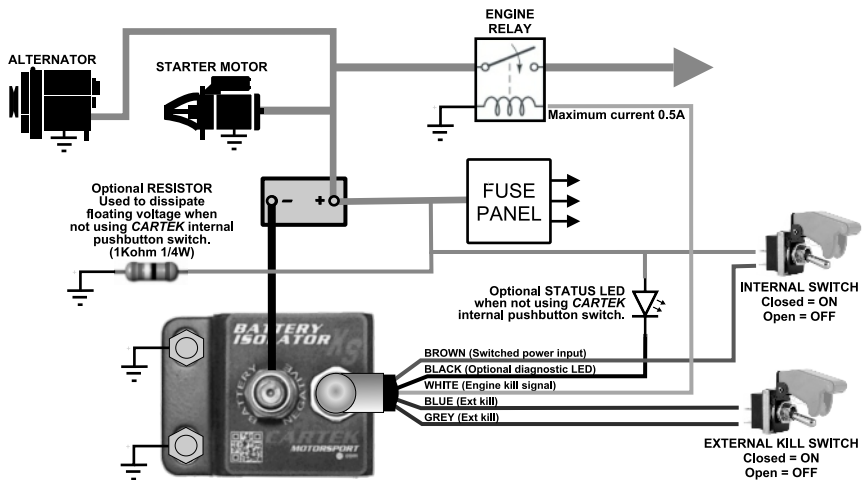 ENGINE
RELAY
ALTERNATOR
STARTER MOTOR
Maximum current 0.5A
Optional RESISTOR
Used to dissipate
floating voltage when
not using CARTEK internal
pushbutton switch.
(1Kohm 1/4W)
- +
FUSE
PANEL
Optional STATUS LED
when not using CARTEK
internal pushbutton switch.
INTERNAL SWITCH
Closed = ON
Open = OFF
BATTERY
ISOLATOR
BATTERY
NEGATIVE
CARTEK
MOTORSPORT
.com
BROWN (Switched power input)
BLACK (Optional diagnostic LED)
WHITE (Engine kill signal)
BLUE (Ext kill)
GREY (Ext kill)
EXTERNAL KILL SWITCH
Closed = ON
Open = OFF